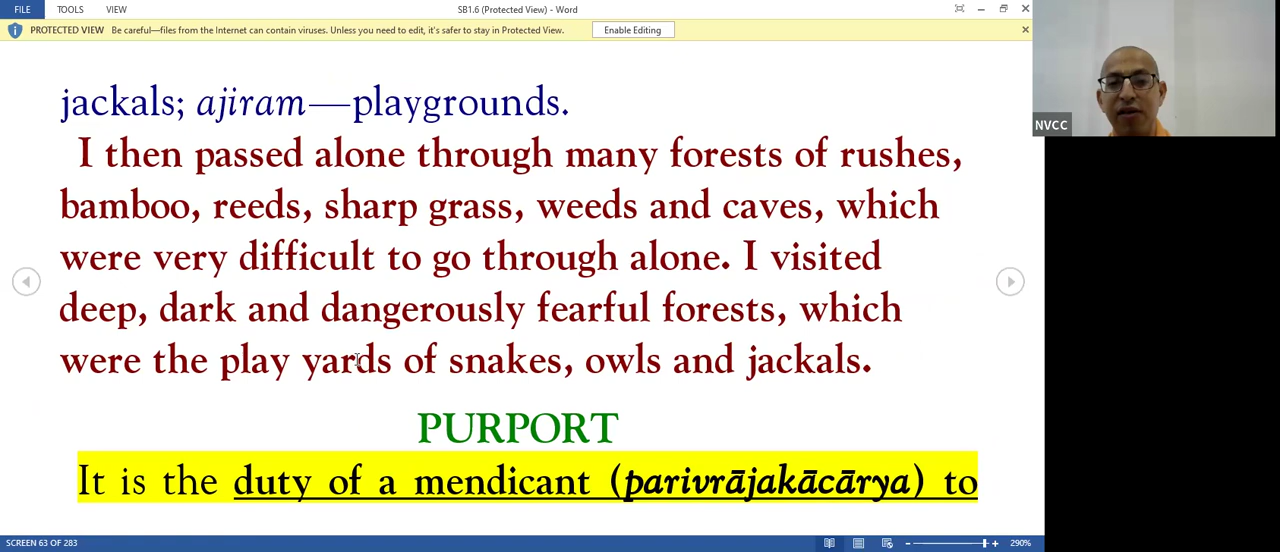 FILE TOOLS VIEW SB1.6 (Protected View) - Word
PROTECTED VIEW Be careful—files from the Internet can contain viruses. Unless you need to edit, it's safer to stay in Protected View. Enable Editing
NVCC
jackals; ajiram—playgrounds.
I then passed alone through many forests of rushes,
bamboo, reeds, sharp grass, weeds and caves, which
were very difficult to go through alone. I visited
deep, dark and dangerously fearful forests, which
were the play yards of snakes, owls and jackals.
PURPORT
It is the duty of a mendicant (parivrājakācārya) to
SCREEN 63 OF 283 290%